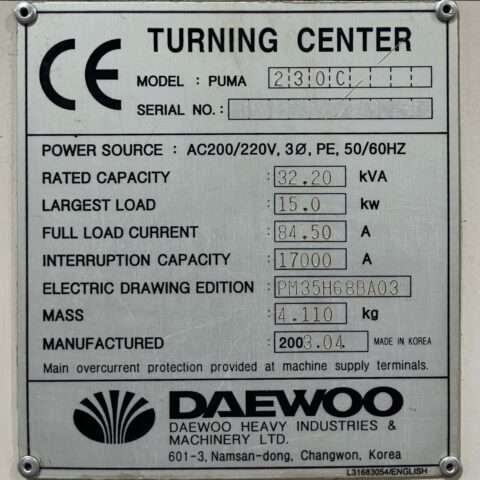 CE
TURNING CENTER
MODEL : PUMA 230C
SERIAL NO. :
POWER SOURCE : AC200/220V, 3Ø, PE, 50/60HZ
RATED CAPACITY : 32.20 kVA
LARGEST LOAD : 15.0 kw
FULL LOAD CURRENT : 84.50 A
INTERRUPTION CAPACITY : 17000 A
ELECTRIC DRAWING EDITION : PM35H68BA03
MASS : 4.110 kg
MANUFACTURED : 2003.04 MADE IN KOREA
Main overcurrent protection provided at machine supply terminals.
DAEWOO
DAEWOO HEAVY INDUSTRIES &
MACHINERY LTD.
601-3, Namsan-dong, Changwon, Korea
L31683054/ENGLISH